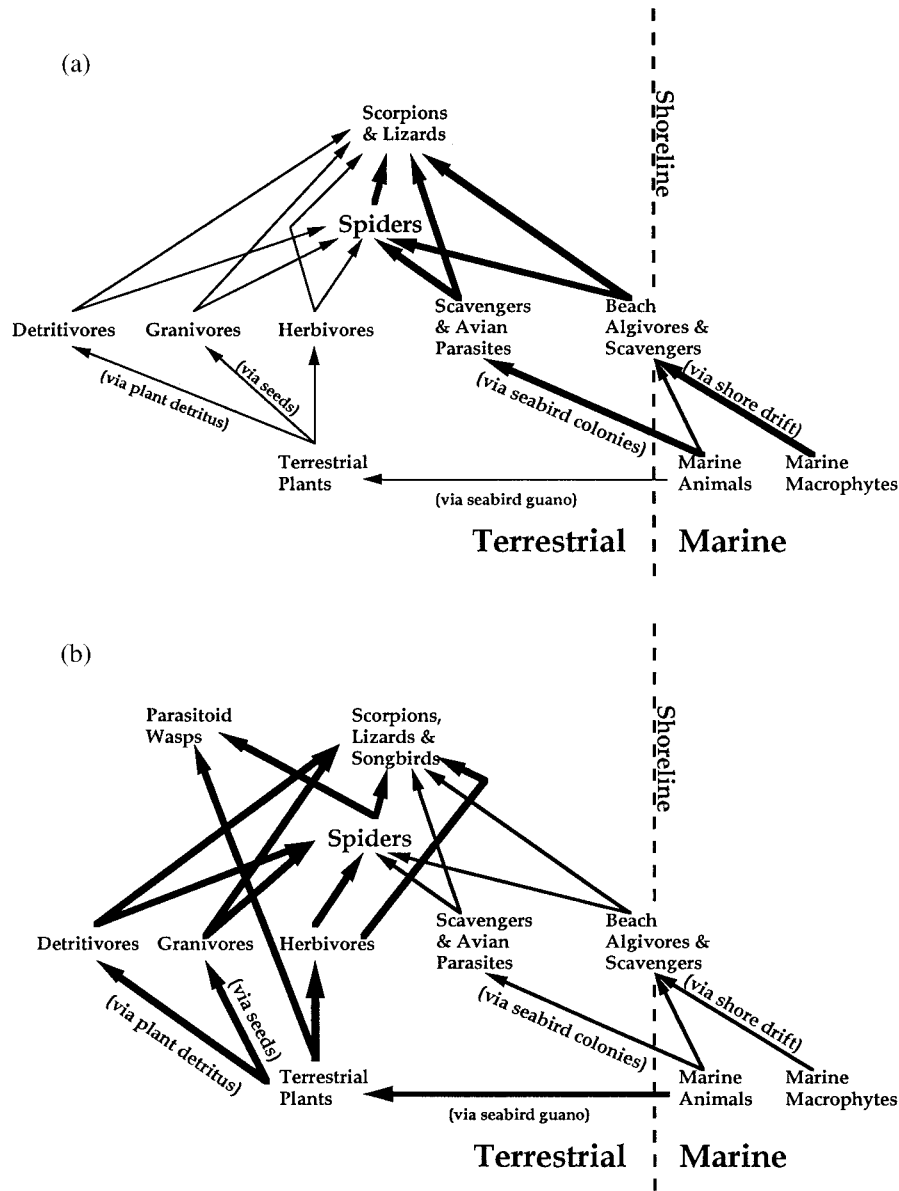 (a)
Shoreline
Scorpions
& Lizards
Spiders
Detritivores
Granivores
Herbivores
Scavengers
& Avian
Parasites
Beach
Algivores &
Scavengers
(via plant detritus)
(via seeds)
(via seabird colonies)
(via shore drift)
Terrestrial
Plants
(via seabird guano)
Marine
Animals
Marine
Macrophytes
Terrestrial
Marine
(b)
Shoreline
Parasitoid
Wasps
Scorpions,
Lizards &
Songbirds
Spiders
Detritivores
Granivores
Herbivores
Scavengers
& Avian
Parasites
Beach
Algivores &
Scavengers
(via plant detritus)
(via seeds)
(via seabird colonies)
(via shore drift)
Terrestrial
Plants
(via seabird guano)
Marine
Animals
Marine
Macrophytes
Terrestrial
Marine